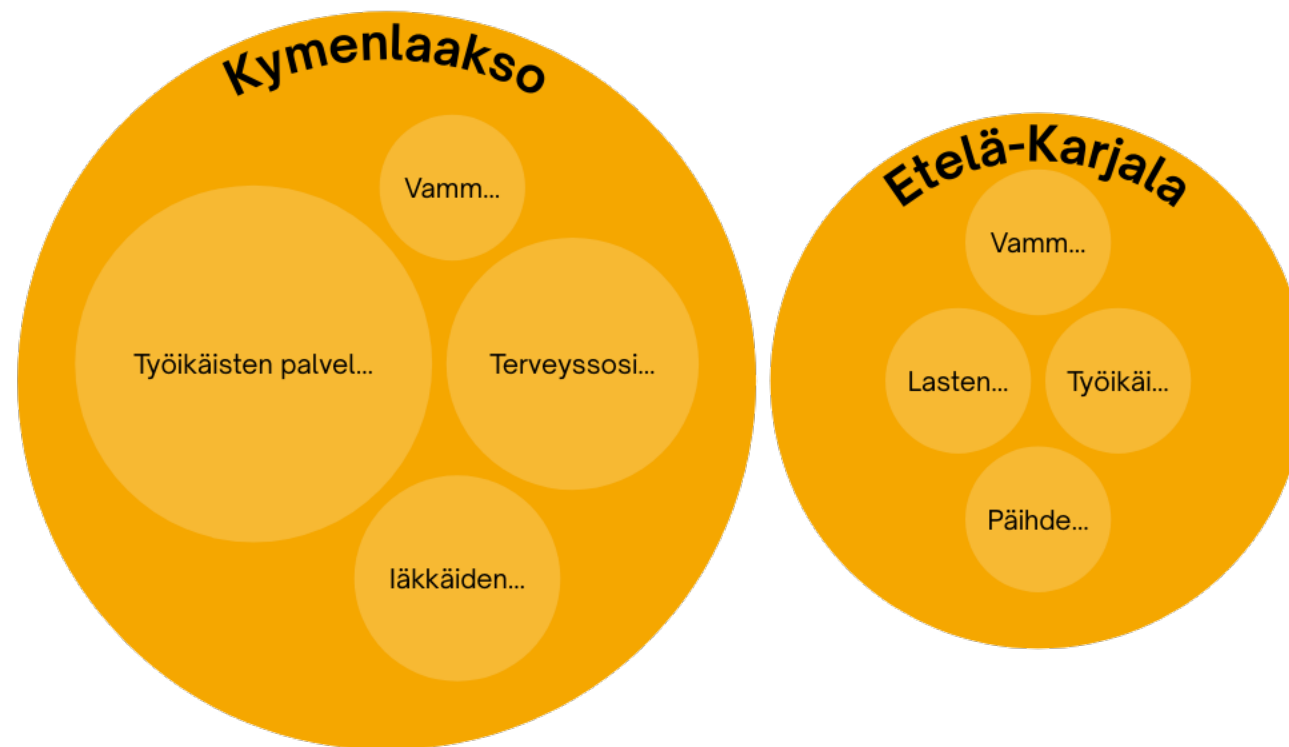 Kymenlaakso
Vamm...
Työikäisten palvel...
Terveyssosi...
Iäkkäiden...
Etelä-Karjala
Vamm...
Lasten...
Työikäi...
Päihde...